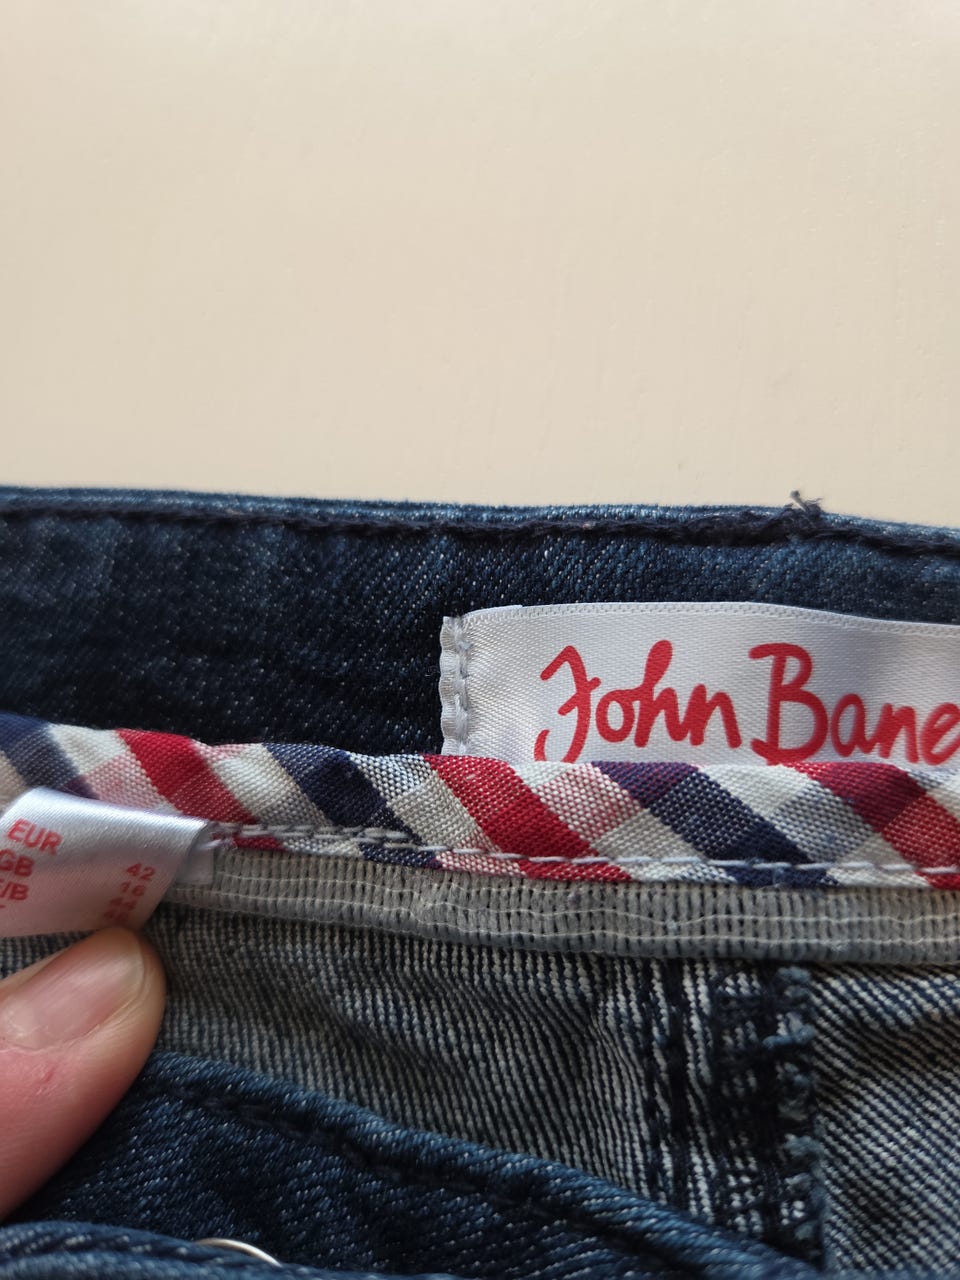 John Bane
EUR 42
GB 16